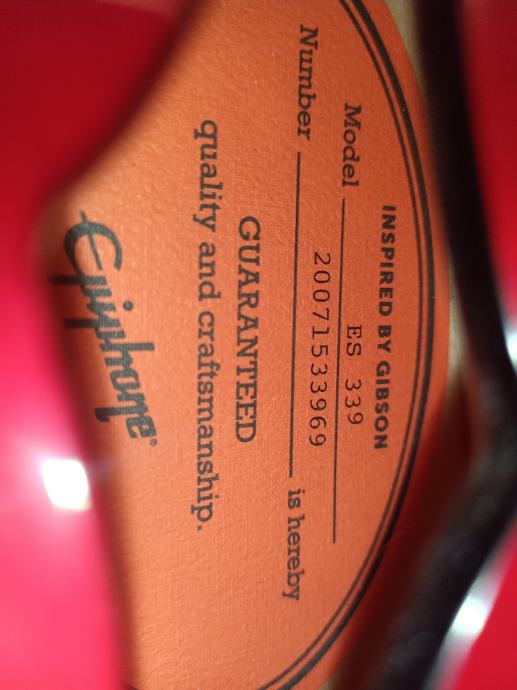 INSPIRED BY GIBSON
Model ES 339
Number 20071533969 is hereby
GUARANTEED
quality and craftsmanship.
Epiphone®